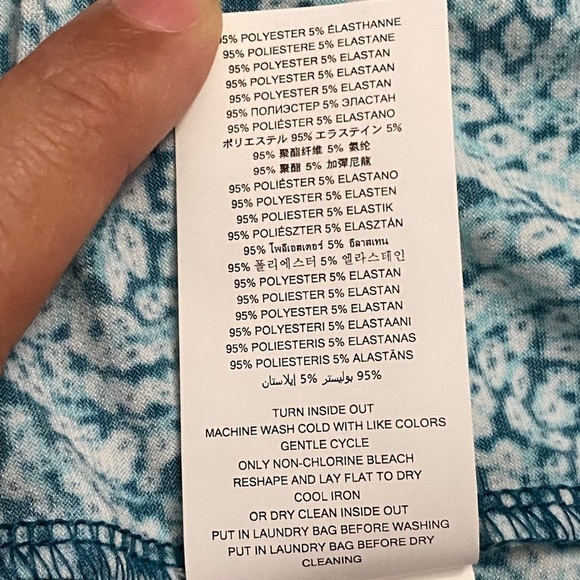 5% POLYESTER 5% ÉLASTHANNE
95% POLIESTERE 5% ELASTANE
95% POLYESTER 5% ELASTAN
95% POLYESTER 5% ELASTAAN
95% POLYESTER 5% ELASTAN
95% ПОЛИЭСТЕР 5% ЭЛАСТАН
95% POLIÉSTER 5% ELASTANO
ポリエステル 95% エラステイン 5%
95% 聚酯纤维 5% 氨纶
95% 聚酯 5% 加彈尼龍
95% POLIÉSTER 5% ELASTANO
95% POLYESTER 5% ELASTEN
95% POLIESTER 5% ELASTIK
95% POLIÉSZTER 5% ELASZTÁN
95% โพลีเอสเตอร์ 5% อีลาสเทน
95% 폴리에스터 5% 엘라스테인
95% POLYESTER 5% ELASTAN
95% POLIESTER 5% ELASTAN
95% POLYESTER 5% ELASTAN
95% POLYESTERI 5% ELASTAANI
95% POLIESTERIS 5% ELASTANAS
95% POLIESTERIS 5% ALASTĀNS
95% بوليستر 5% إيلاستان
TURN INSIDE OUT
MACHINE WASH COLD WITH LIKE COLORS
GENTLE CYCLE
ONLY NON-CHLORINE BLEACH
RESHAPE AND LAY FLAT TO DRY
COOL IRON
OR DRY CLEAN INSIDE OUT
PUT IN LAUNDRY BAG BEFORE WASHING
PUT IN LAUNDRY BAG BEFORE DRY
CLEANING